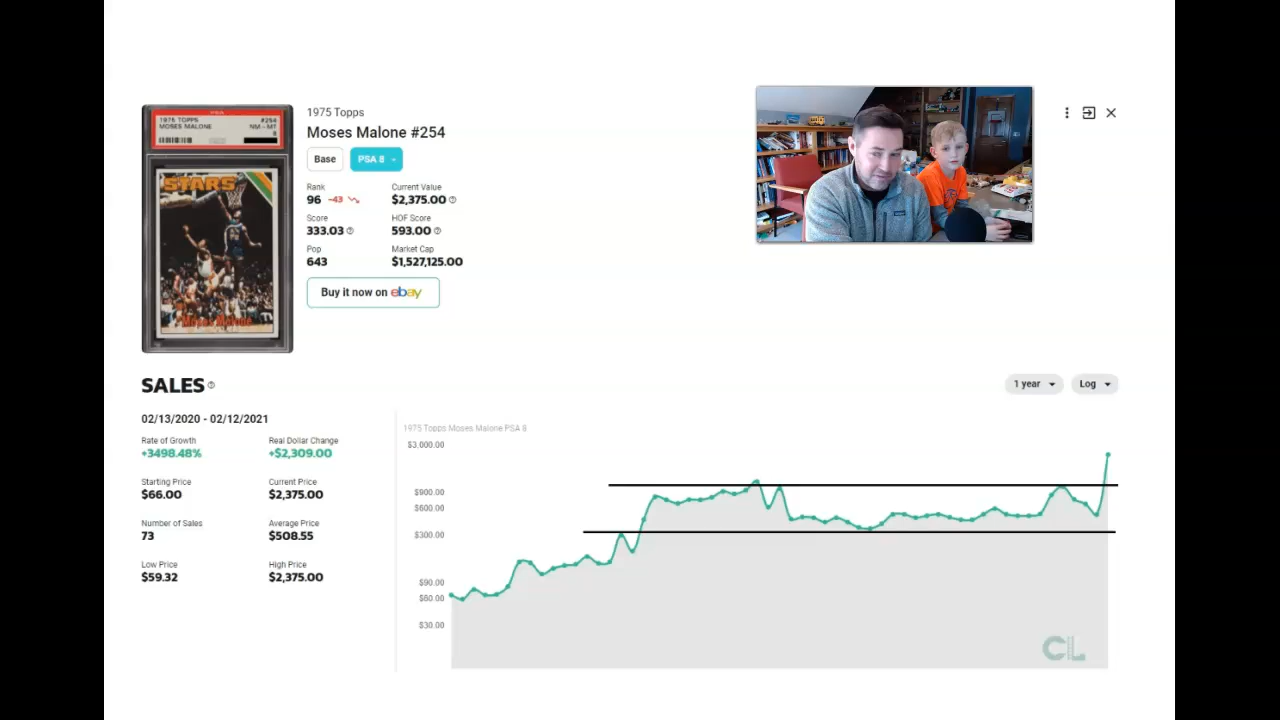 1975 TOPPS #254
MOSES MALONE NM - MT
8
STARS
Moses Malone
1975 Topps
Moses Malone #254
Base PSA 8
Rank Current Value
96 -43 $2,375.00
Score HOF Score
333.03 593.00
Pop Market Cap
643 $1,527,125.00
Buy it now on ebay
SALES
1 year Log
02/13/2020 - 02/12/2021
Rate of Growth Real Dollar Change
+3498.48% +$2,309.00
Starting Price Current Price
$66.00 $2,375.00
Number of Sales Average Price
73 $508.55
Low Price High Price
$59.32 $2,375.00
1975 Topps Moses Malone PSA 8
$3,000.00
$900.00
$600.00
$300.00
$90.00
$60.00
$30.00
CL